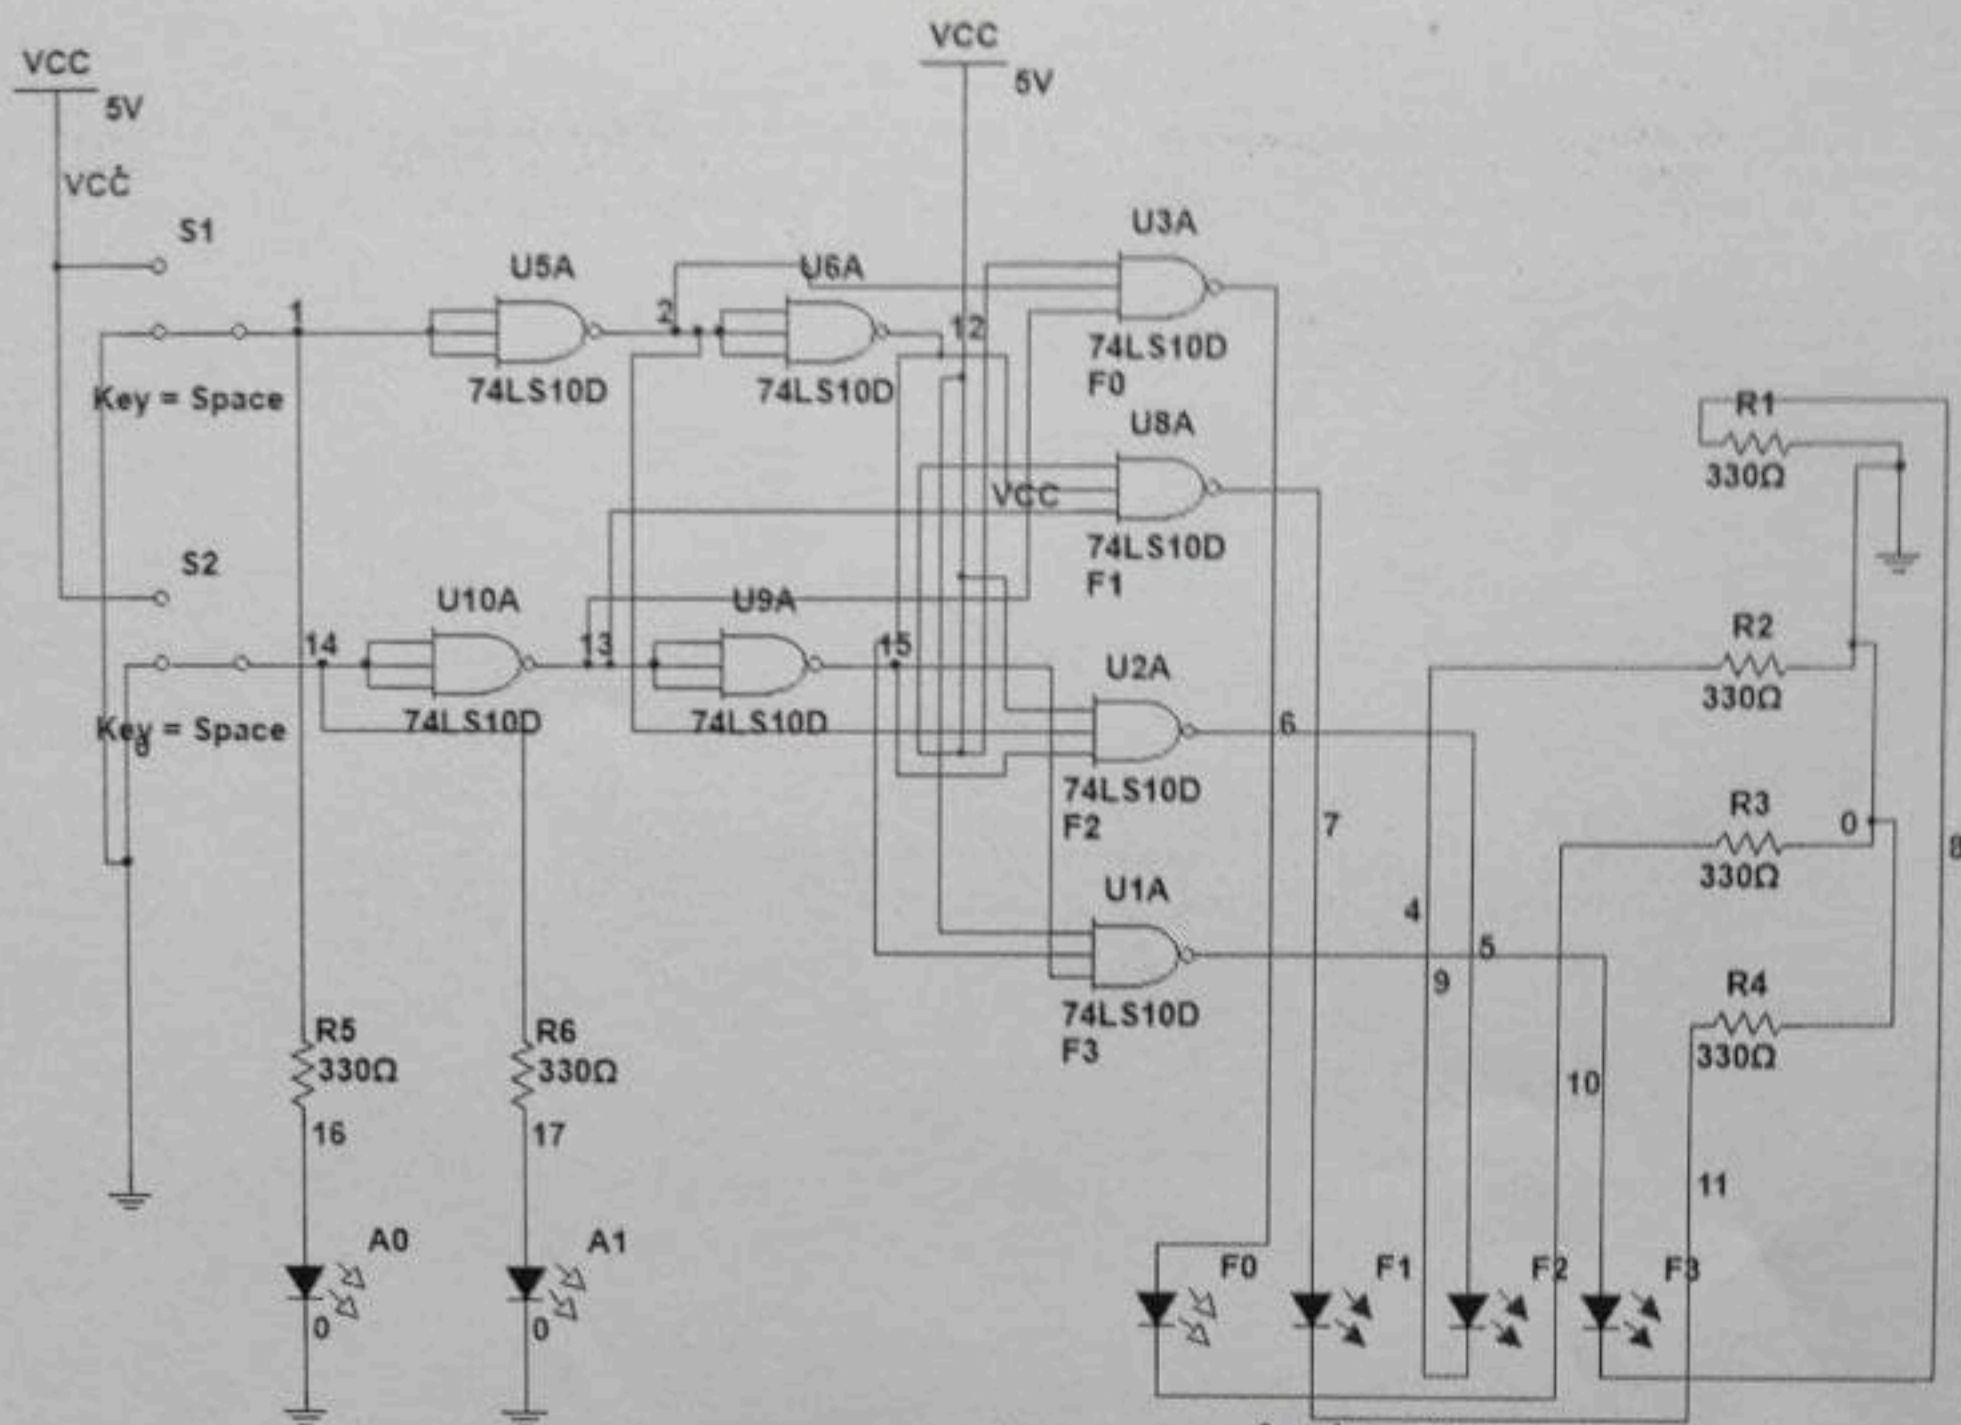 VCC
5V
VCC
5V
VCC
S1
U3A
U5A
U6A
1
2
12
74LS10D
F0
74LS10D
74LS10D
Key = Space
R1
U8A
330Ω
VCC
74LS10D
F1
S2
U10A
U9A
14
13
15
R2
U2A
330Ω
74LS10D
74LS10D
Key = Space
6
74LS10D
F2
R3
0
7
330Ω
8
U1A
4
5
9
R4
74LS10D
F3
330Ω
R5
330Ω
R6
330Ω
10
16
17
11
A0
A1
F0
F1
F2
F3
0
0